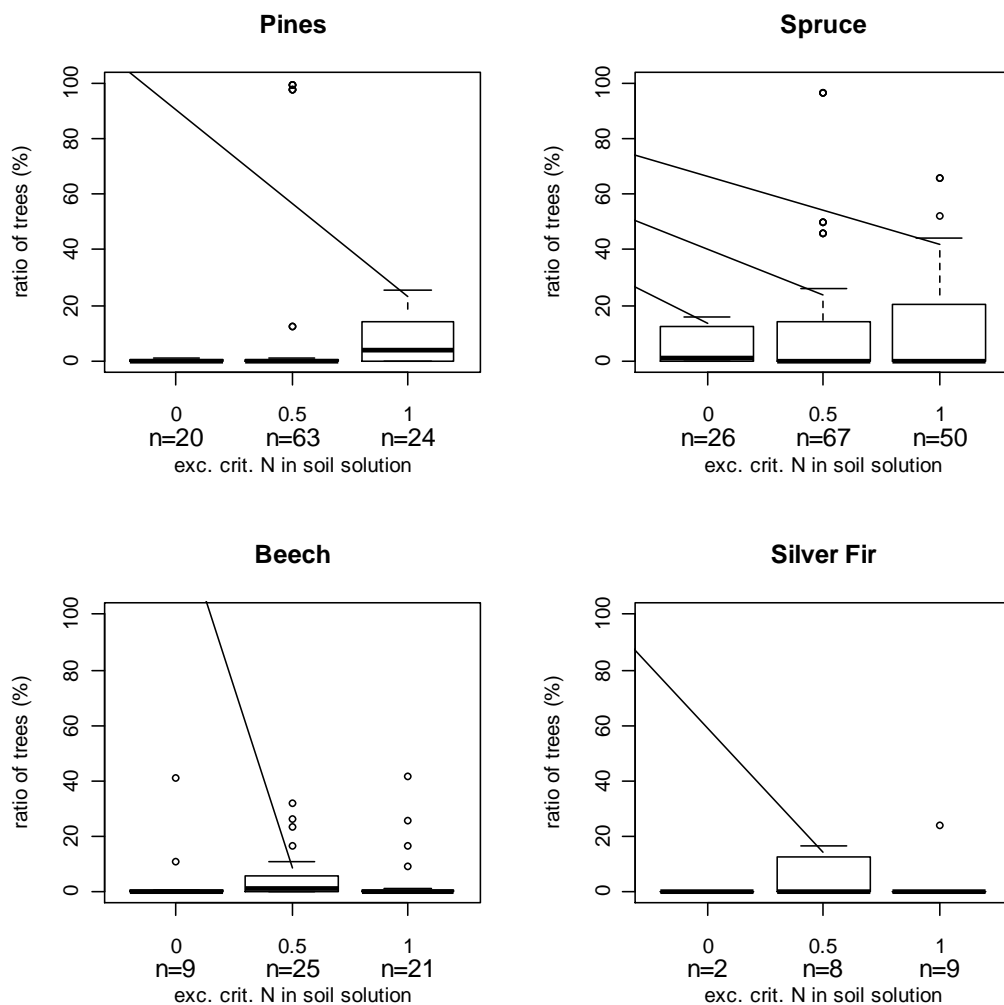 Pines
ratio of trees (%)
100
80
60
40
20
0
0 0.5 1
n=20 n=63 n=24
exc. crit. N in soil solution
Spruce
ratio of trees (%)
100
80
60
40
20
0
0 0.5 1
n=26 n=67 n=50
exc. crit. N in soil solution
Beech
ratio of trees (%)
100
80
60
40
20
0
0 0.5 1
n=9 n=25 n=21
exc. crit. N in soil solution
Silver Fir
ratio of trees (%)
100
80
60
40
20
0
0 0.5 1
n=2 n=8 n=9
exc. crit. N in soil solution